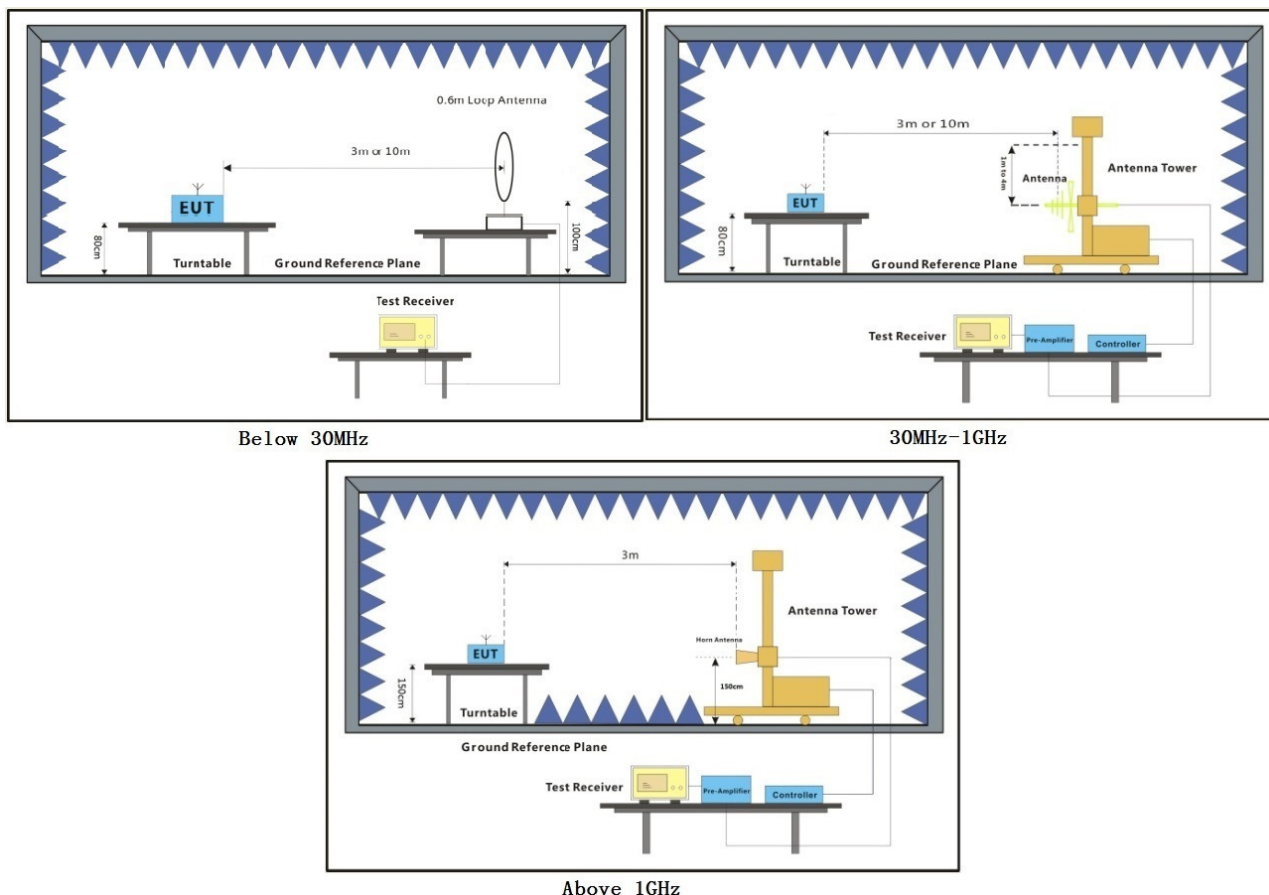 0.6m Loop Antenna
3m or 10m
EUT
80cm
100cm
Turntable
Ground Reference Plane
Test Receiver
Below 30MHz
3m or 10m
1m to 4m
Antenna
Antenna Tower
EUT
80cm
Ground Reference Plane
Turntable
Test Receiver
Pre-Amplifier
Controller
30MHz-1GHz
3m
Antenna Tower
Horn Antenna
EUT
150cm
150cm
Turntable
Ground Reference Plane
Test Receiver
Pre-Amplifier
Controller
Above 1GHz